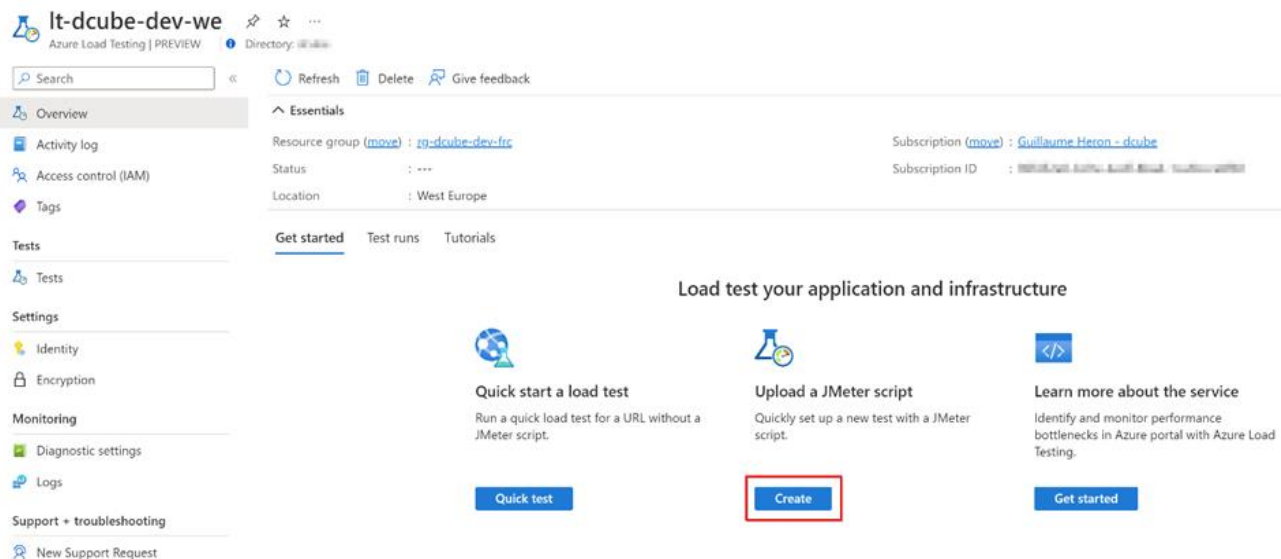 lt-dcube-dev-we
Azure Load Testing | PREVIEW
Directory:
Search
Refresh Delete Give feedback
Overview
Activity log
Access control (IAM)
Tags
Tests
Tests
Settings
Identity
Encryption
Monitoring
Diagnostic settings
Logs
Support + troubleshooting
New Support Request
Essentials
Resource group (move) : rg-dcube-dev-frc
Status : ---
Location : West Europe
Subscription (move) : Guillaume Heron - dcube
Subscription ID :
Get started Test runs Tutorials
Load test your application and infrastructure
Quick start a load test
Run a quick load test for a URL without a
JMeter script.
Quick test
Upload a JMeter script
Quickly set up a new test with a JMeter
script.
Create
Learn more about the service
Identify and monitor performance
bottlenecks in Azure portal with Azure Load
Testing.
Get started